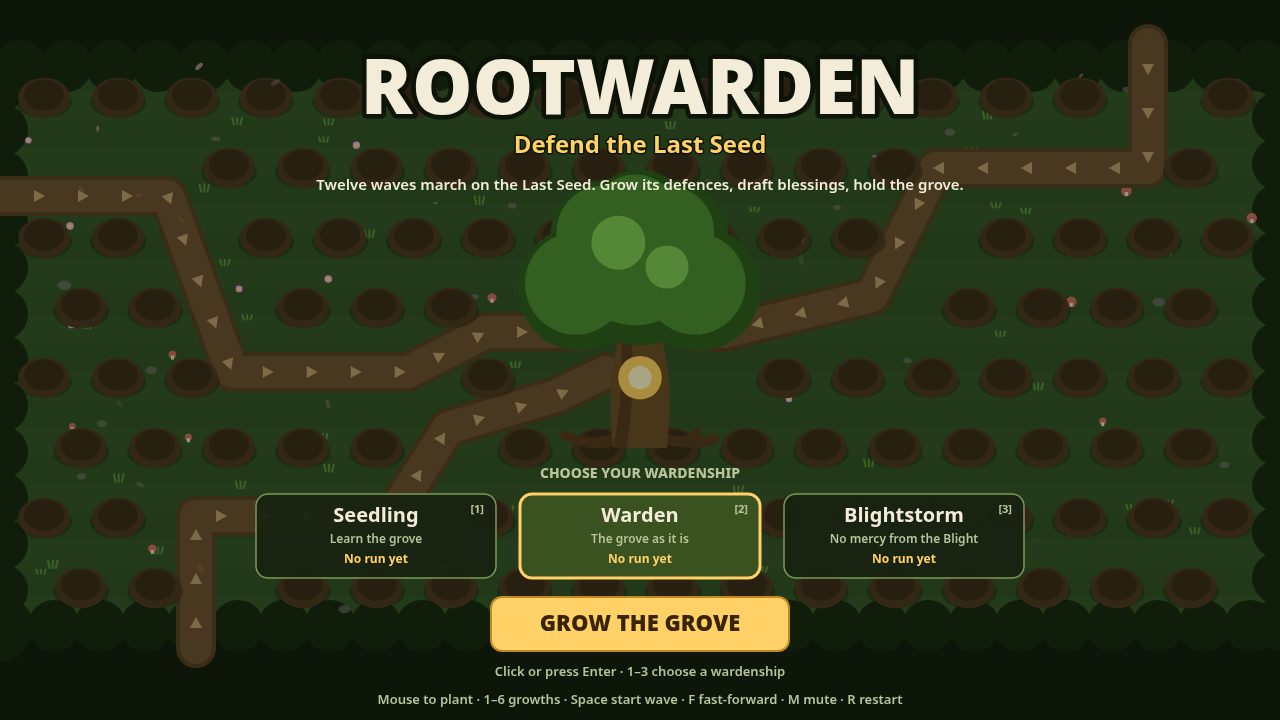 ROOTWARDEN
Defend the Last Seed
Twelve waves march on the Last Seed. Grow its defences, draft blessings, hold the grove.
CHOOSE YOUR WARDENSHIP
Seedling [1]
Learn the grove
No run yet
Warden [2]
The grove as it is
No run yet
Blightstorm [3]
No mercy from the Blight
No run yet
GROW THE GROVE
Click or press Enter · 1–3 choose a wardenship
Mouse to plant · 1–6 growths · Space start wave · F fast-forward · M mute · R restart